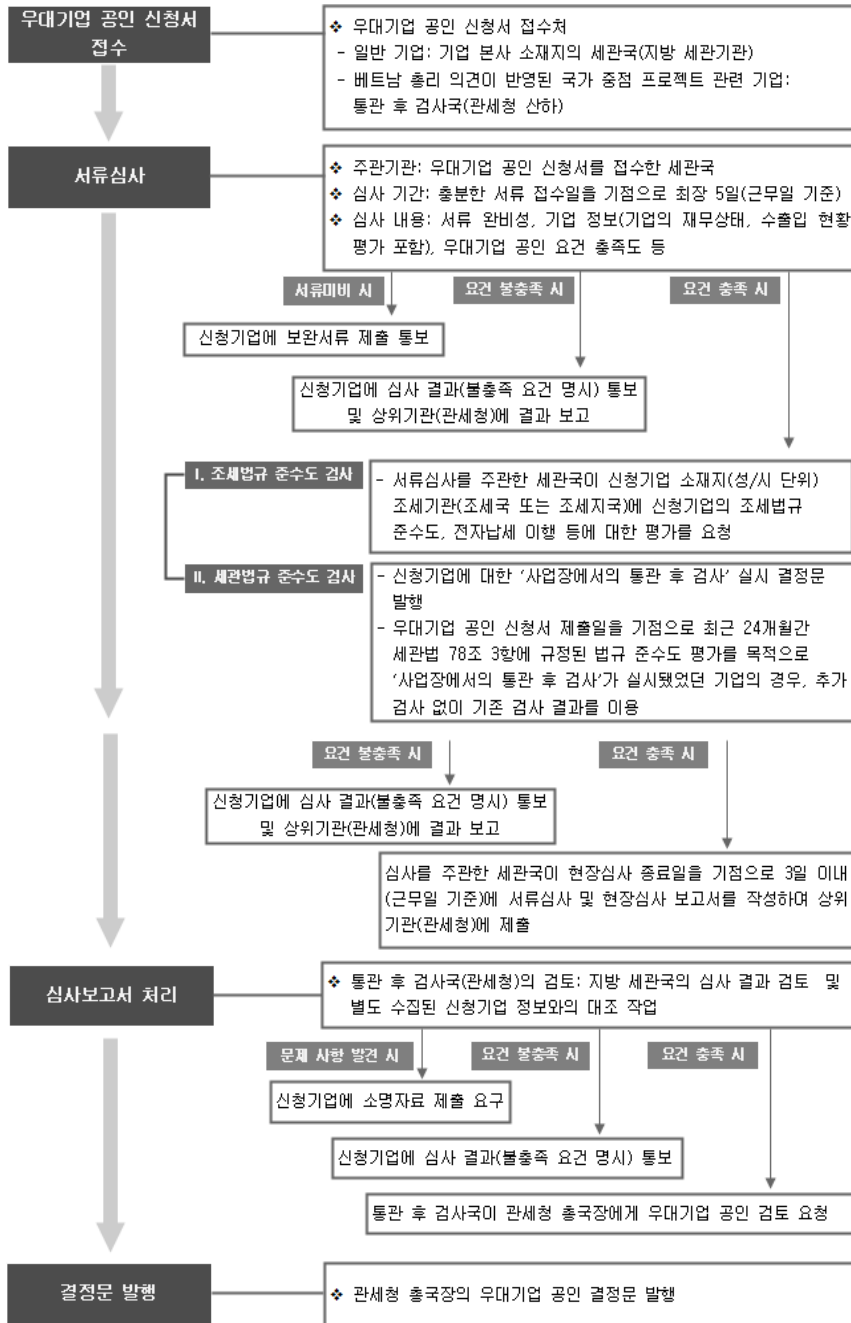 우대기업 공인 신청서
접수
❖ 우대기업 공인 신청서 접수처
- 일반 기업: 기업 본사 소재지의 세관국(지방 세관기관)
- 베트남 총리 의견이 반영된 국가 중점 프로젝트 관련 기업:
통관 후 검사국(관세청 산하)
서류심사
❖ 주관기관: 우대기업 공인 신청서를 접수한 세관국
❖ 심사 기간: 충분한 서류 접수일을 기점으로 최장 5일(근무일 기준)
❖ 심사 내용: 서류 완비성, 기업 정보(기업의 재무상태, 수출입 현황
평가 포함), 우대기업 공인 요건 충족도 등
서류미비 시
요건 불충족 시
요건 충족 시
신청기업에 보완서류 제출 통보
신청기업에 심사 결과(불충족 요건 명시) 통보
및 상위기관(관세청)에 결과 보고
I. 조세법규 준수도 검사
- 서류심사를 주관한 세관국이 신청기업 소재지(성/시 단위)
조세기관(조세국 또는 조세지국)에 신청기업의 조세법규
준수도, 전자납세 이행 등에 대한 평가를 요청
II. 세관법규 준수도 검사
- 신청기업에 대한 '사업장에서의 통관 후 검사' 실시 결정문
발행
- 우대기업 공인 신청서 제출일을 기점으로 최근 24개월간
세관법 78조 3항에 규정된 법규 준수도 평가를 목적으로
'사업장에서의 통관 후 검사'가 실시됐었던 기업의 경우, 추가
검사 없이 기존 검사 결과를 이용
요건 불충족 시
요건 충족 시
신청기업에 심사 결과(불충족 요건 명시) 통보
및 상위기관(관세청)에 결과 보고
심사를 주관한 세관국이 현장심사 종료일을 기점으로 3일 이내
(근무일 기준)에 서류심사 및 현장심사 보고서를 작성하여 상위
기관(관세청)에 제출
심사보고서 처리
❖ 통관 후 검사국(관세청)의 검토: 지방 세관국의 심사 결과 검토 및
별도 수집된 신청기업 정보와의 대조 작업
문제 사항 발견 시
요건 불충족 시
요건 충족 시
신청기업에 소명자료 제출 요구
신청기업에 심사 결과(불충족 요건 명시) 통보
통관 후 검사국이 관세청 총국장에게 우대기업 공인 검토 요청
결정문 발행
❖ 관세청 총국장의 우대기업 공인 결정문 발행